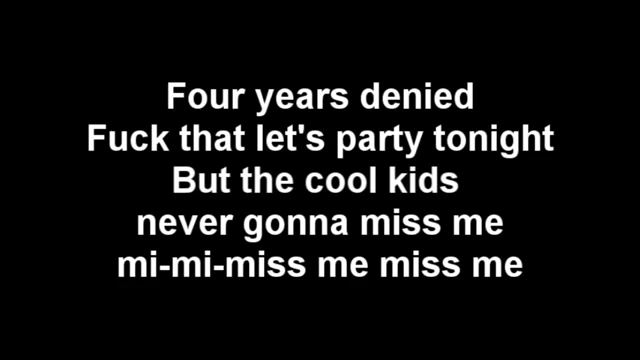 Four years denied
Fuck that let's party tonight
But the cool kids
never gonna miss me
mi-mi-miss me miss me